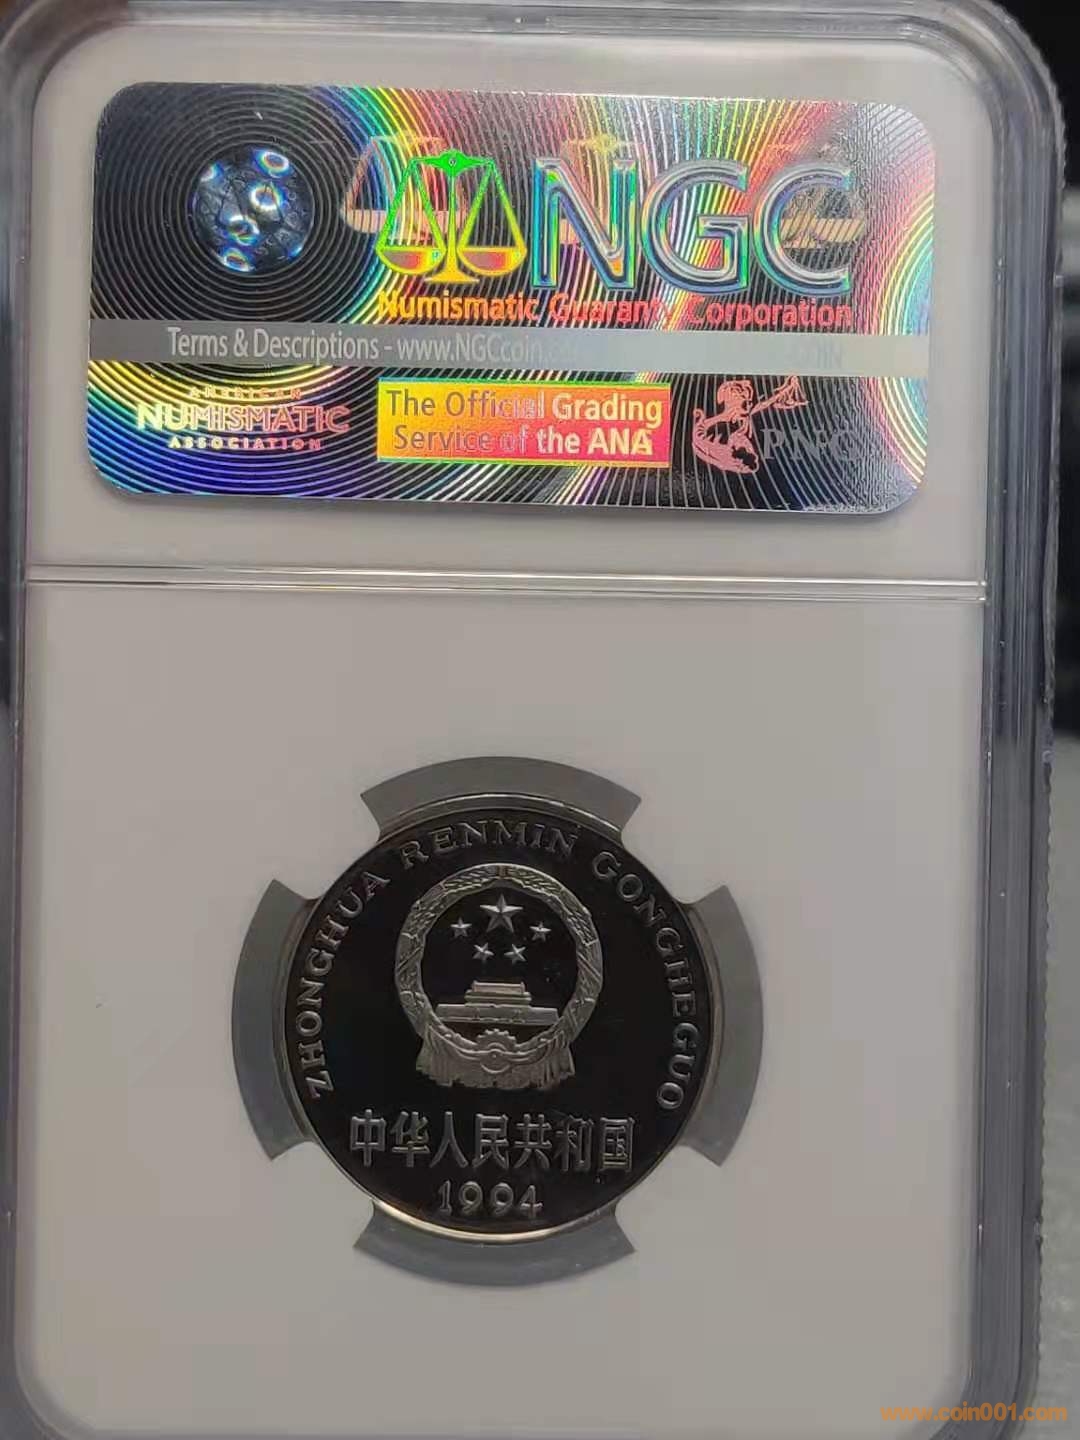 NGC
Numismatic Guaranty Corporation
Terms & Descriptions - www.NGCcoin.
AMERICAN
NUMISMATIC
ASSOCIATION
The Official Grading
Service of the ANA
PNG
ZHONGHUA RENMIN GONGHEGUO
中华人民共和国
1994
www.coin001.com